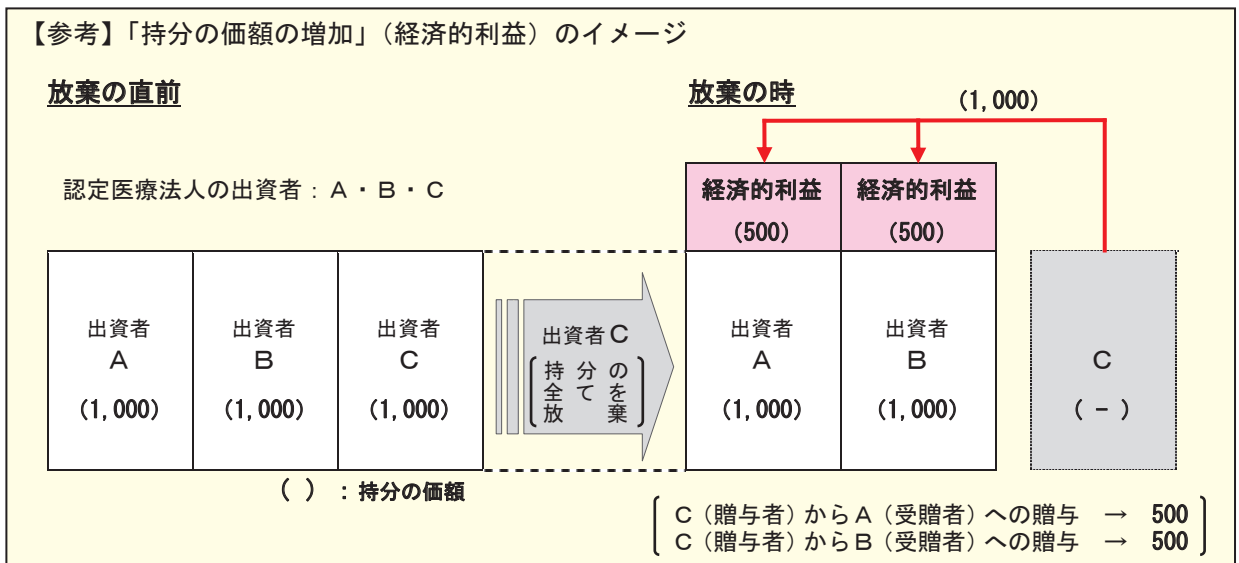 【参考】「持分の価額の増加」(経済的利益)のイメージ
放棄の直前
認定医療法人の出資者:A・B・C
出資者
A
(1,000)
出資者
B
(1,000)
出資者
C
(1,000)
( ) :持分の価額
出資者C
持分の
全てを
放棄
放棄の時
(1,000)
経済的利益
(500)
経済的利益
(500)
出資者
A
(1,000)
出資者
B
(1,000)
C
(-)
C(贈与者)からA(受贈者)への贈与 → 500
C(贈与者)からB(受贈者)への贈与 → 500